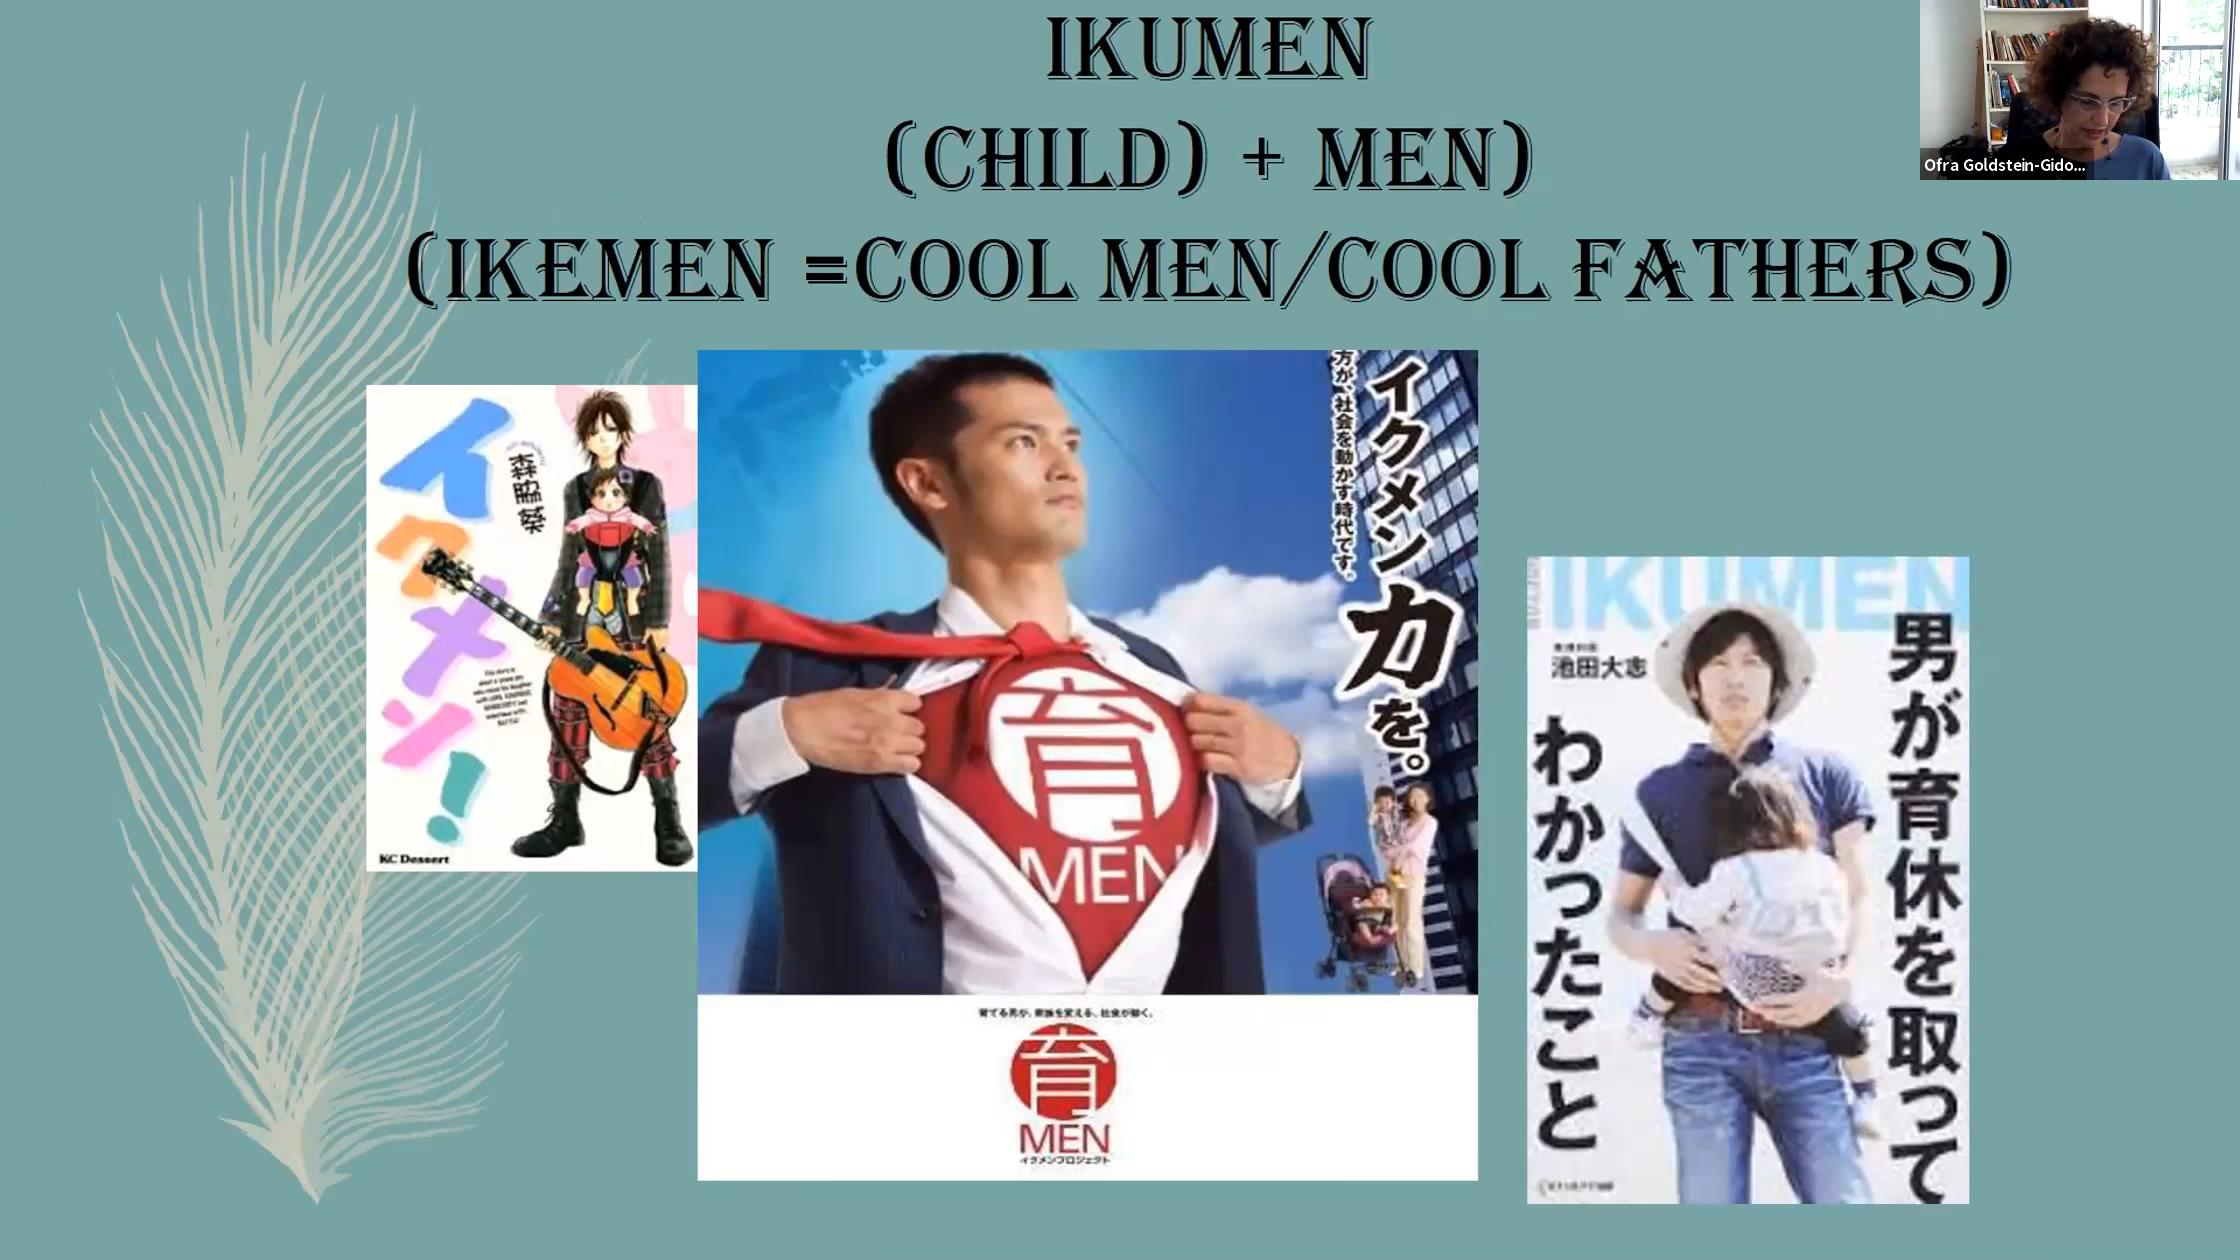 IKUMEN
(CHILD) + MEN)
(IKEMEN ≡COOL MEN/COOL FATHERS)
Ofra Goldstein-Gido...
イクメン!
森脇葵
KC Dessert
イクメン力を。
方が、社会を動かす時代です。
育
MEN
育てる男が、家族を変える。社会が動く。
育
MEN
イクメンプロジェクト
IKUMEN
男が育休を取って
わかったこと
池田大志